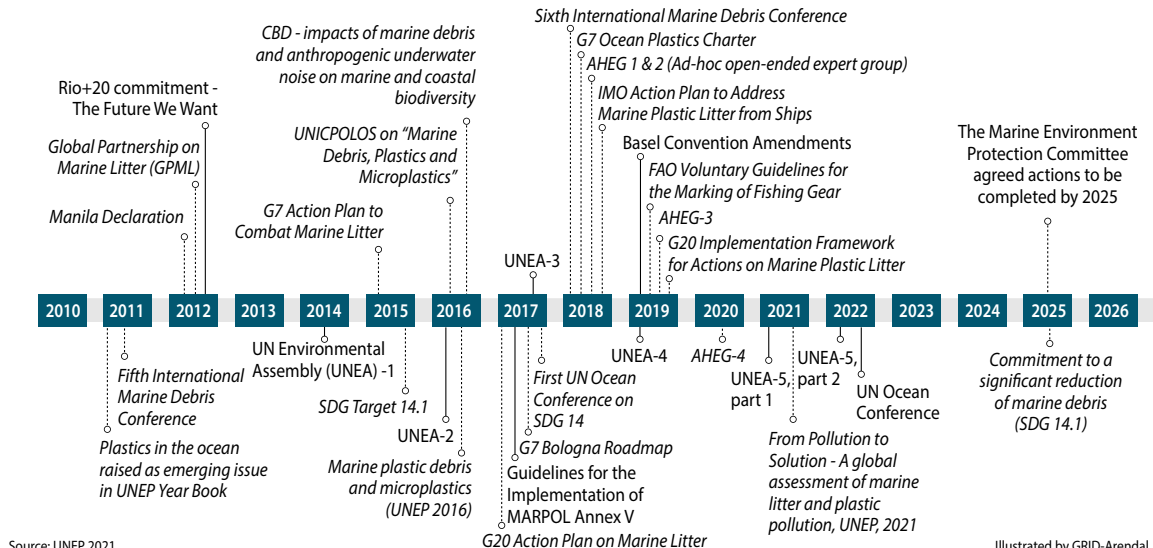 Sixth International Marine Debris Conference
G7 Ocean Plastics Charter
AHEG 1 & 2 (Ad-hoc open-ended expert group)
IMO Action Plan to Address
Marine Plastic Litter from Ships
CBD - impacts of marine debris
and anthropogenic underwater
noise on marine and coastal
biodiversity
Rio+20 commitment -
The Future We Want
Global Partnership on
Marine Litter (GPML)
Manila Declaration
UNICPOLOS on “Marine
Debris, Plastics and
Microplastics”
G7 Action Plan to
Combat Marine Litter
UNEA-3
Basel Convention Amendments
FAO Voluntary Guidelines for
the Marking of Fishing Gear
AHEG-3
G20 Implementation Framework
for Actions on Marine Plastic Litter
The Marine Environment
Protection Committee
agreed actions to be
completed by 2025
2010 2011 2012 2013 2014 2015 2016 2017 2018 2019 2020 2021 2022 2023 2024 2025 2026
Fifth International
Marine Debris
Conference
Plastics in the ocean
raised as emerging issue
in UNEP Year Book
UN Environmental
Assembly (UNEA) -1
SDG Target 14.1
UNEA-2
Marine plastic debris
and microplastics
(UNEP 2016)
First UN Ocean
Conference on
SDG 14
G7 Bologna Roadmap
Guidelines for the
Implementation of
MARPOL Annex V
G20 Action Plan on Marine Litter
UNEA-4
AHEG-4
UNEA-5,
part 1
UNEA-5,
part 2
UN Ocean
Conference
From Pollution to
Solution - A global
assessment of marine
litter and plastic
pollution, UNEP, 2021
Commitment to a
significant reduction
of marine debris
(SDG 14.1)
Source: UNEP 2021
Illustrated by GRID-Arendal